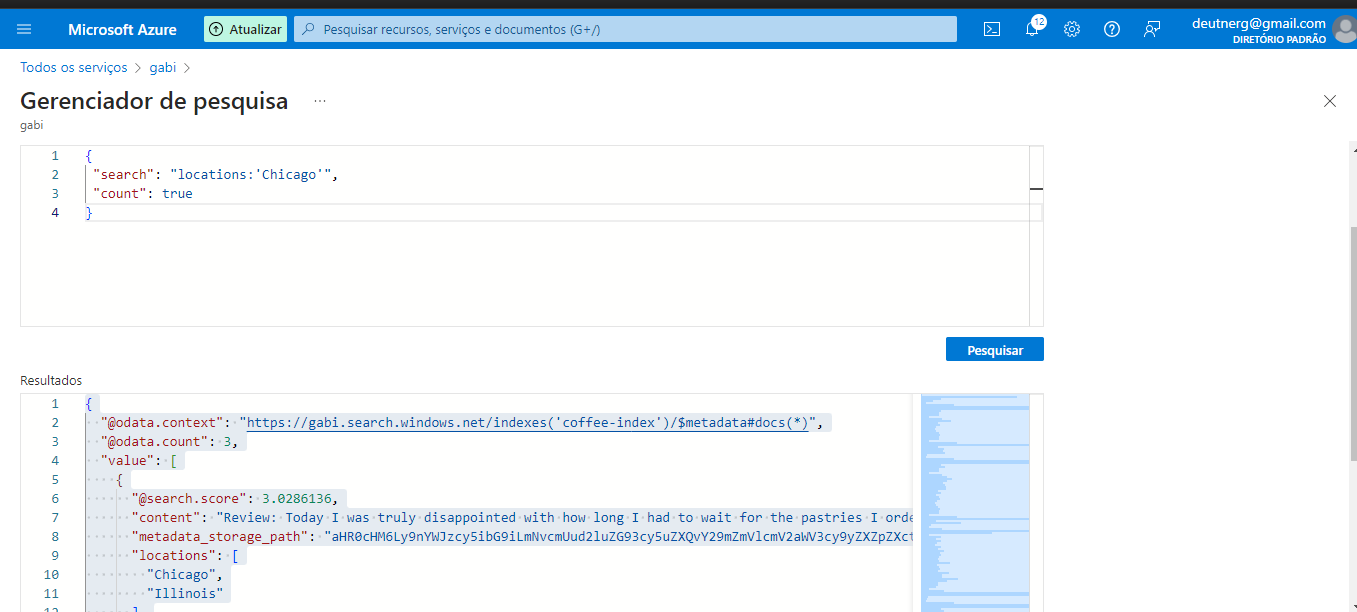 Microsoft Azure Atualizar Pesquisar recursos, serviços e documentos (G+/) 12 deutnerg@gmail.com
DIRETÓRIO PADRÃO
Todos os serviços > gabi >
Gerenciador de pesquisa ...
gabi
1 {
2 "search": "locations:'Chicago'",
3 "count": true
4 }
Pesquisar
Resultados
1 {
2 "@odata.context": "https://gabi.search.windows.net/indexes('coffee-index')/$metadata#docs(*)",
3 "@odata.count": 3,
4 "value": [
5 {
6 "@search.score": 3.0286136,
7 "content": "Review: Today I was truly disappointed with how long I had to wait for the pastries I orde
8 "metadata_storage_path":
9 "locations": [
10 "Chicago",
11 "Illinois"
12 ]